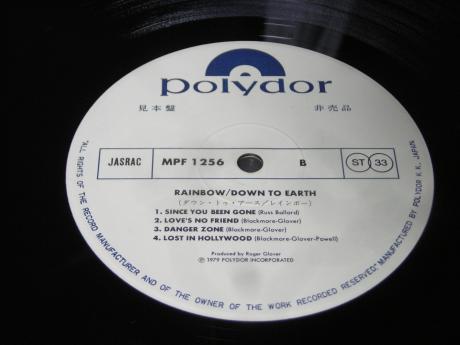 polydor
見本盤 非売品
JASRAC MPF 1256 B ST 33
RAINBOW/DOWN TO EARTH
(ダウン・トゥ・アース/レインボー)
1. SINCE YOU BEEN GONE (Russ Ballard)
2. LOVE'S NO FRIEND (Blackmore-Glover)
3. DANGER ZONE (Blackmore-Glover)
4. LOST IN HOLLYWOOD (Blackmore-Glover-Powell)
Produced by Roger Glover
Ⓟ 1979 POLYDOR INCORPORATED
"ALL RIGHTS OF THE RECORD MANUFACTURER AND OF THE OWNER OF THE WORK RECORDED RESERVED" MANUFACTURED BY POLYDOR K.K. JAPAN